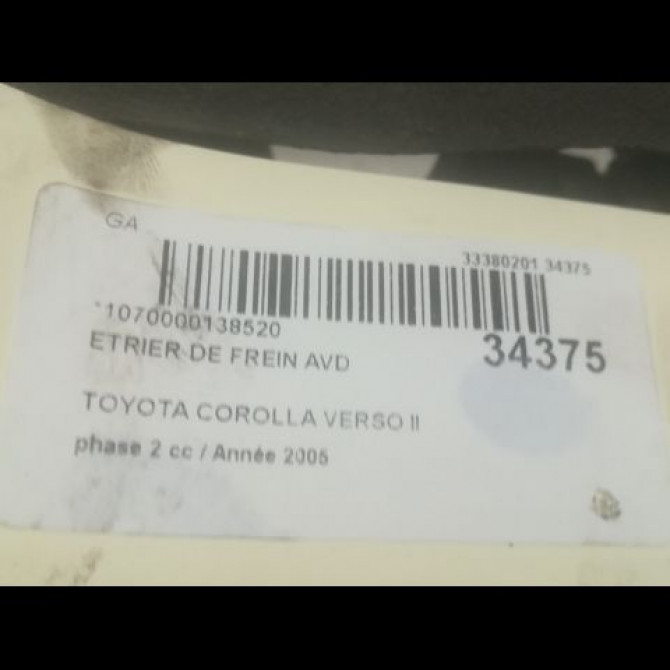 GA
33380201 34375
*1070000138520
34375
ETRIER DE FREIN AVD
TOYOTA COROLLA VERSO II
phase 2 cc / Année 2005